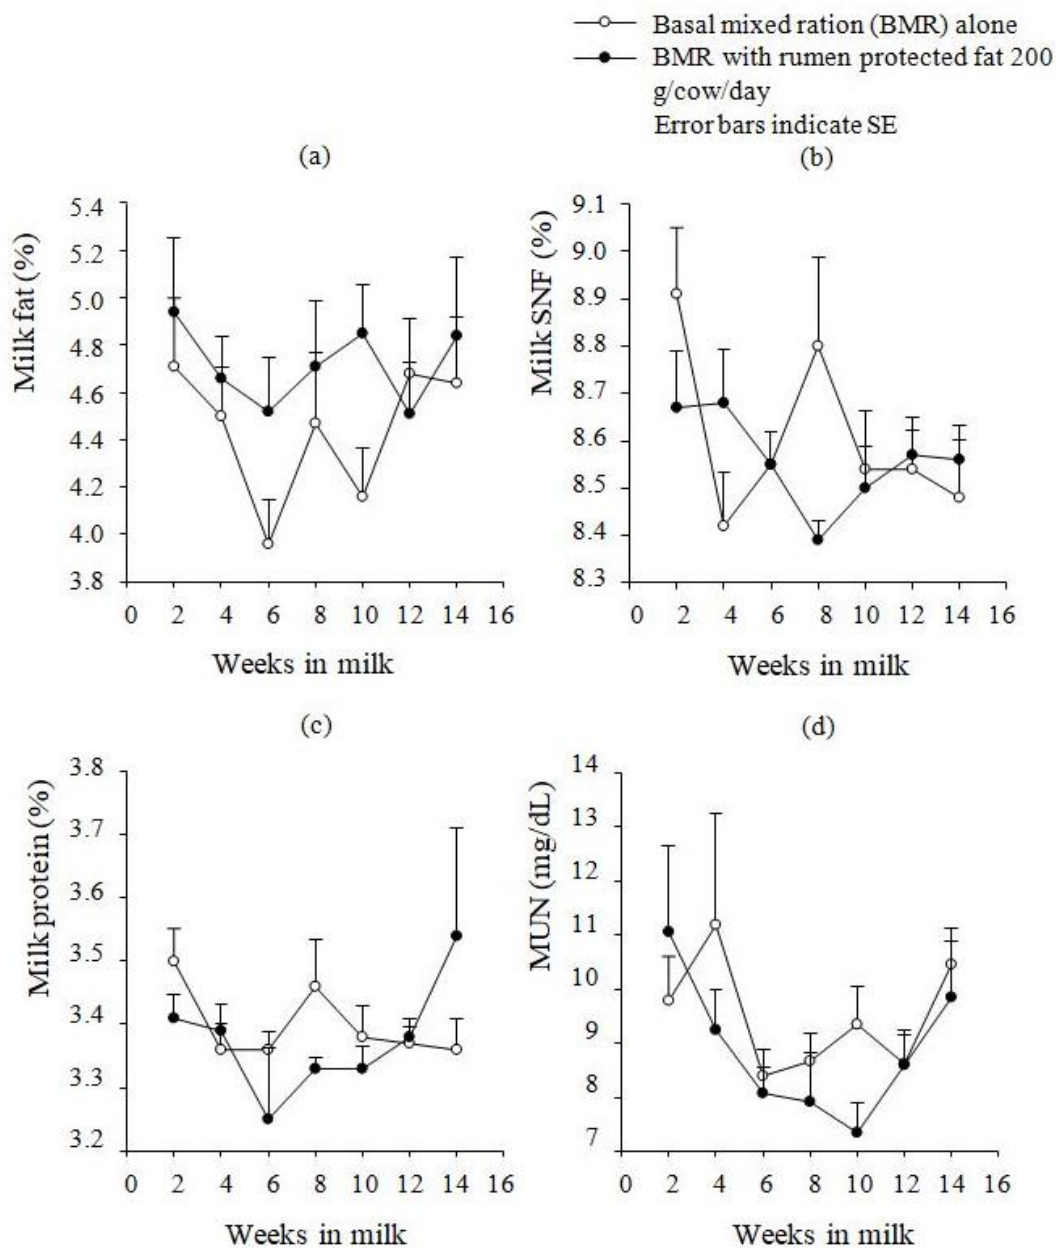 Basal mixed ration (BMR) alone
BMR with rumen protected fat 200
g/cow/day
Error bars indicate SE
(a)
Milk fat (%)
5.4
5.2
5.0
4.8
4.6
4.4
4.2
4.0
3.8
0 2 4 6 8 10 12 14 16
Weeks in milk
(b)
Milk SNF (%)
9.1
9.0
8.9
8.8
8.7
8.6
8.5
8.4
8.3
0 2 4 6 8 10 12 14 16
Weeks in milk
(c)
Milk protein (%)
3.8
3.7
3.6
3.5
3.4
3.3
3.2
0 2 4 6 8 10 12 14 16
Weeks in milk
(d)
MUN (mg/dL)
14
13
12
11
10
9
8
7
0 2 4 6 8 10 12 14 16
Weeks in milk